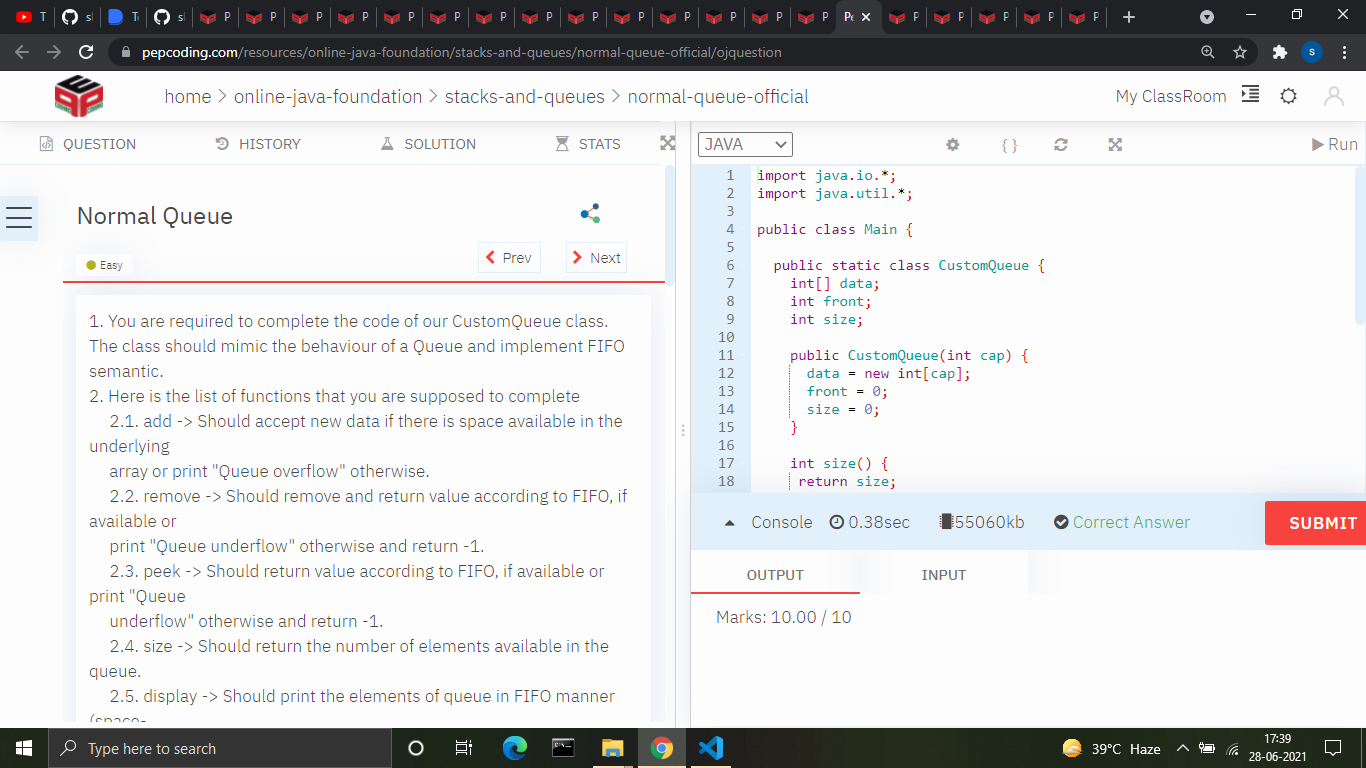 T
sl
To
sl
P
P
P
P
P
P
P
P
P
P
P
P
P
P
Pe
P
P
P
P
P
pepcoding.com/resources/online-java-foundation/stacks-and-queues/normal-queue-official/ojquestion
s
home > online-java-foundation > stacks-and-queues > normal-queue-official
My ClassRoom
QUESTION
HISTORY
SOLUTION
STATS
Normal Queue
Easy
Prev
Next
1. You are required to complete the code of our CustomQueue class.
The class should mimic the behaviour of a Queue and implement FIFO
semantic.
2. Here is the list of functions that you are supposed to complete
2.1. add -> Should accept new data if there is space available in the
underlying
array or print "Queue overflow" otherwise.
2.2. remove -> Should remove and return value according to FIFO, if
available or
print "Queue underflow" otherwise and return -1.
2.3. peek -> Should return value according to FIFO, if available or
print "Queue
underflow" otherwise and return -1.
2.4. size -> Should return the number of elements available in the
queue.
2.5. display -> Should print the elements of queue in FIFO manner
(space-
JAVA
{ }
Run
1 import java.io.*;
2 import java.util.*;
3
4 public class Main {
5
6 public static class CustomQueue {
7 int[] data;
8 int front;
9 int size;
10
11 public CustomQueue(int cap) {
12 data = new int[cap];
13 front = 0;
14 size = 0;
15 }
16
17 int size() {
18 return size;
Console
0.38sec
55060kb
Correct Answer
SUBMIT
OUTPUT
INPUT
Marks: 10.00 / 10
Type here to search
39°C Haze
17:39
28-06-2021